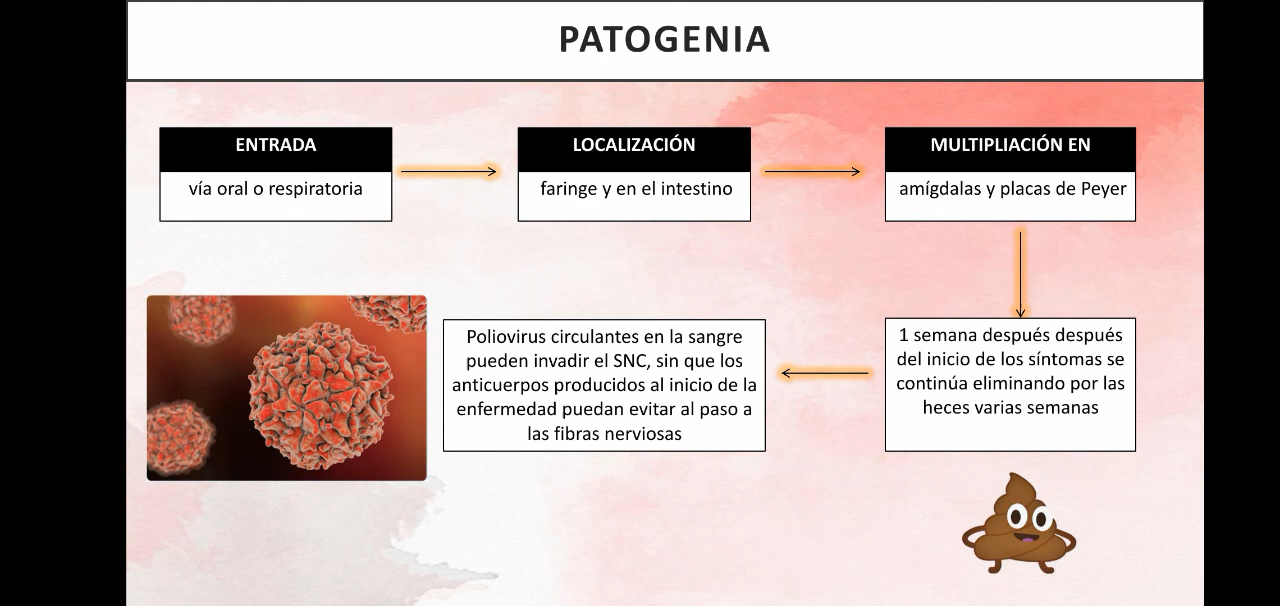 PATOGENIA
ENTRADA
vía oral o respiratoria
LOCALIZACIÓN
faringe y en el intestino
MULTIPLIACIÓN EN
amígdalas y placas de Peyer
1 semana después después
del inicio de los síntomas se
continúa eliminando por las
heces varias semanas
Poliovirus circulantes en la sangre
pueden invadir el SNC, sin que los
anticuerpos producidos al inicio de la
enfermedad puedan evitar al paso a
las fibras nerviosas